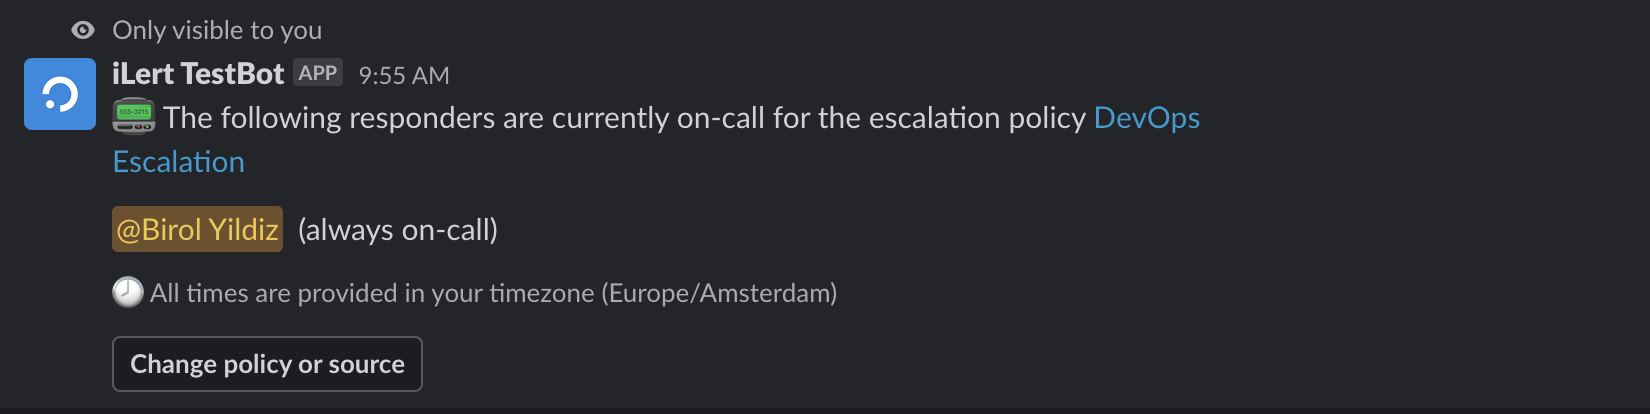 Only visible to you
iLert TestBot APP 9:55 AM
555-3215 The following responders are currently on-call for the escalation policy DevOps
Escalation
@Birol Yildiz (always on-call)
All times are provided in your timezone (Europe/Amsterdam)
Change policy or source